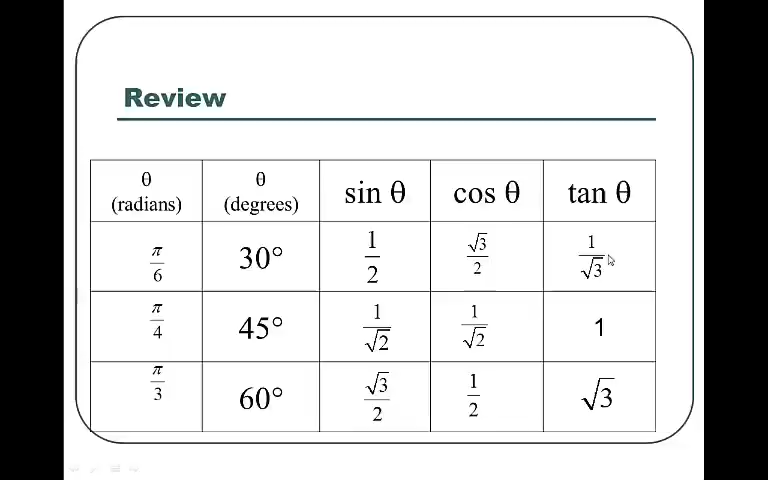 Review
θ (radians) θ (degrees) sin θ cos θ tan θ
π/6 30° 1/2 √3/2 1/√3
π/4 45° 1/√2 1/√2 1
π/3 60° √3/2 1/2 √3